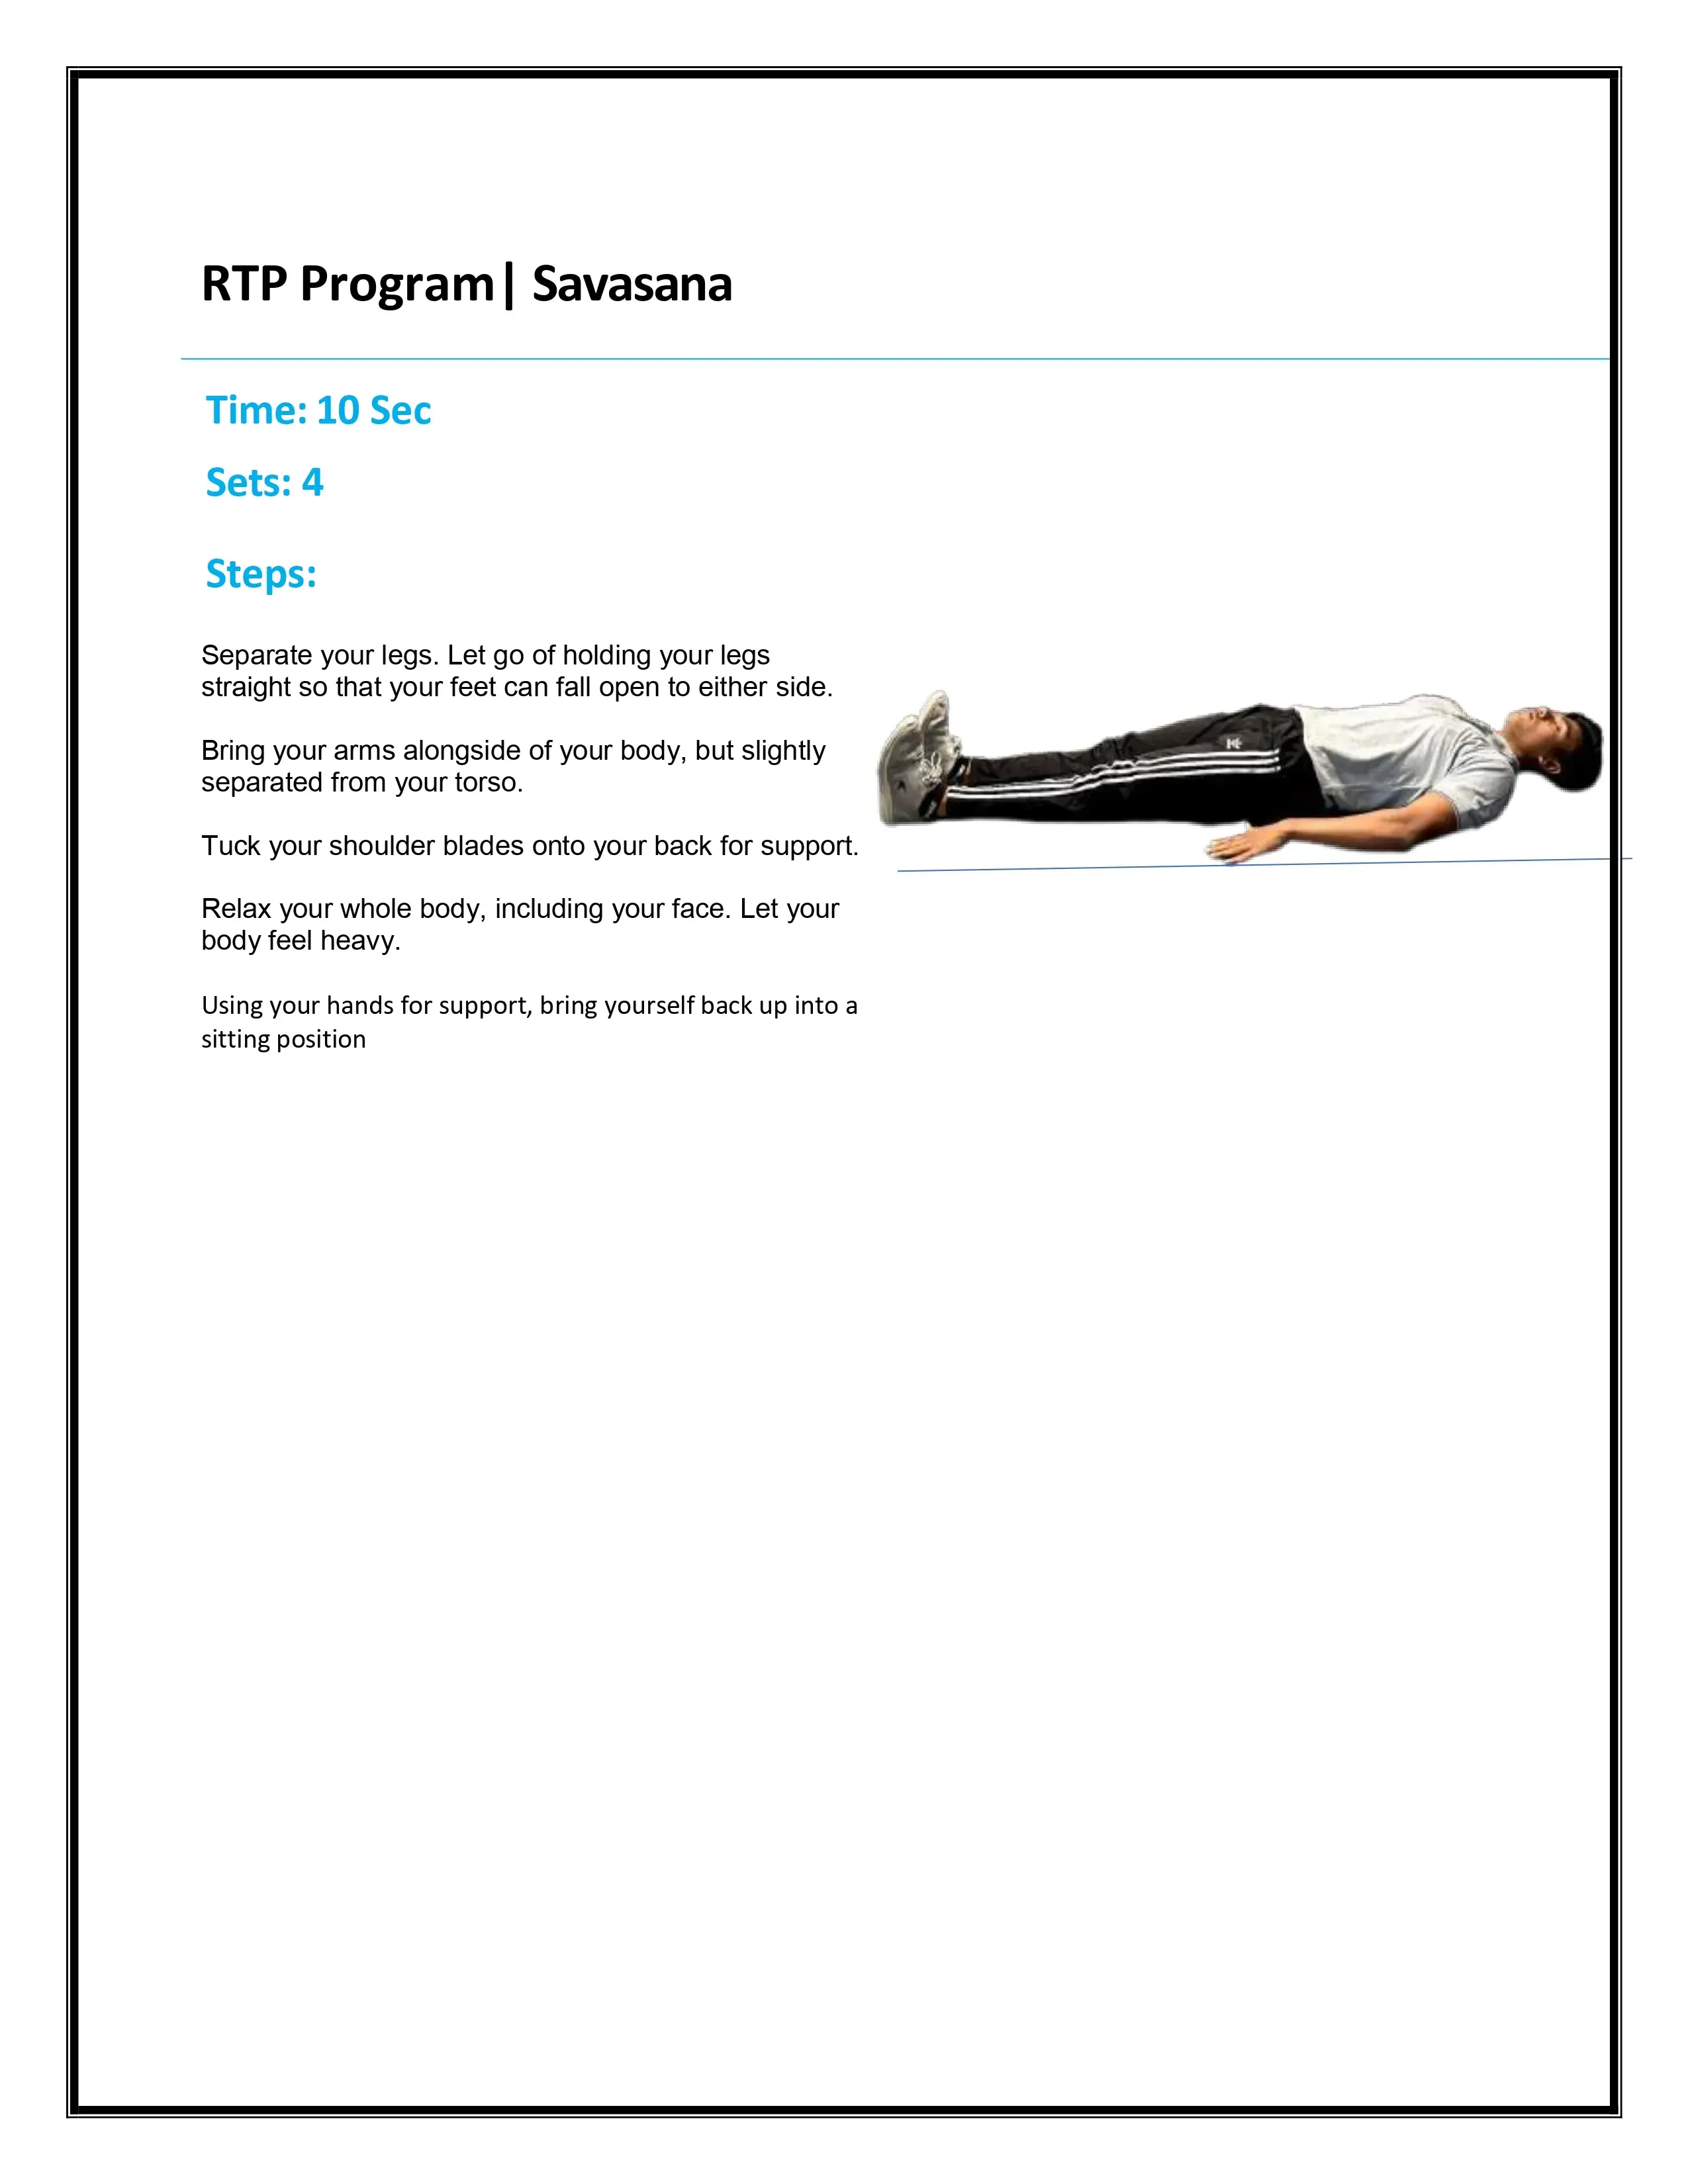 RTP Program| Savasana
Time: 10 Sec
Sets: 4
Steps:
Separate your legs. Let go of holding your legs
straight so that your feet can fall open to either side.
Bring your arms alongside of your body, but slightly
separated from your torso.
Tuck your shoulder blades onto your back for support.
Relax your whole body, including your face. Let your
body feel heavy.
Using your hands for support, bring yourself back up into a
sitting position